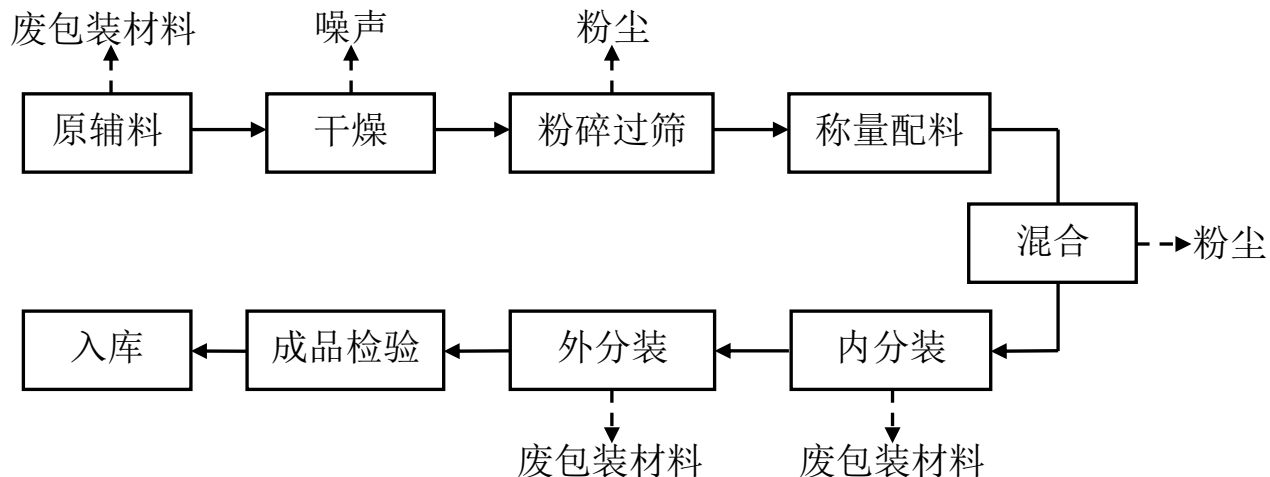 废包装材料
噪声
粉尘
原辅料
干燥
粉碎过筛
称量配料
混合
粉尘
入库
成品检验
外分装
内分装
废包装材料
废包装材料